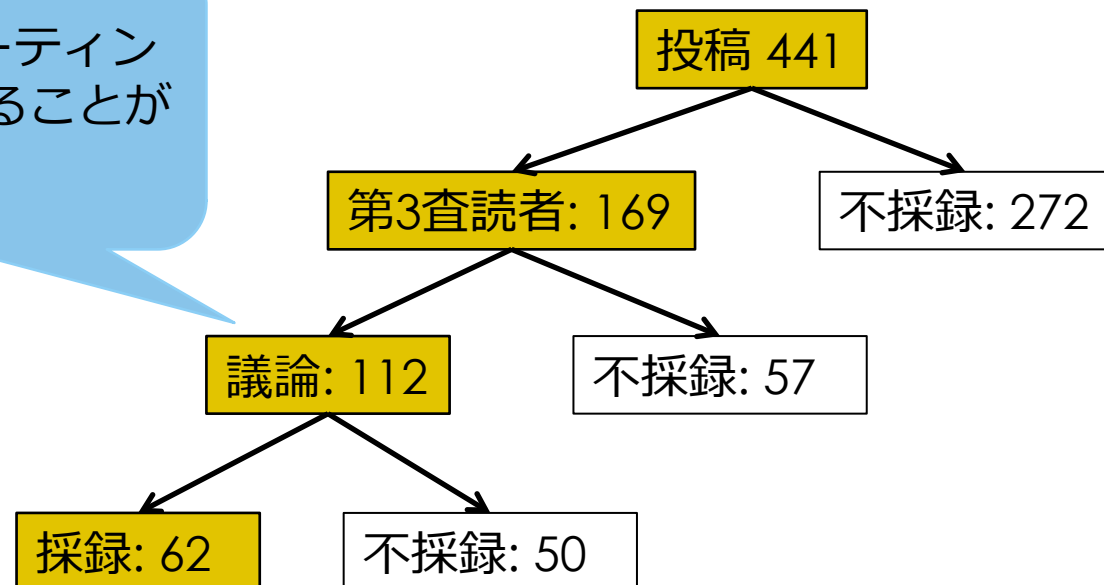 ーティン
ることが
投稿 441
第3査読者: 169
不採録: 272
議論: 112
不採録: 57
採録: 62
不採録: 50